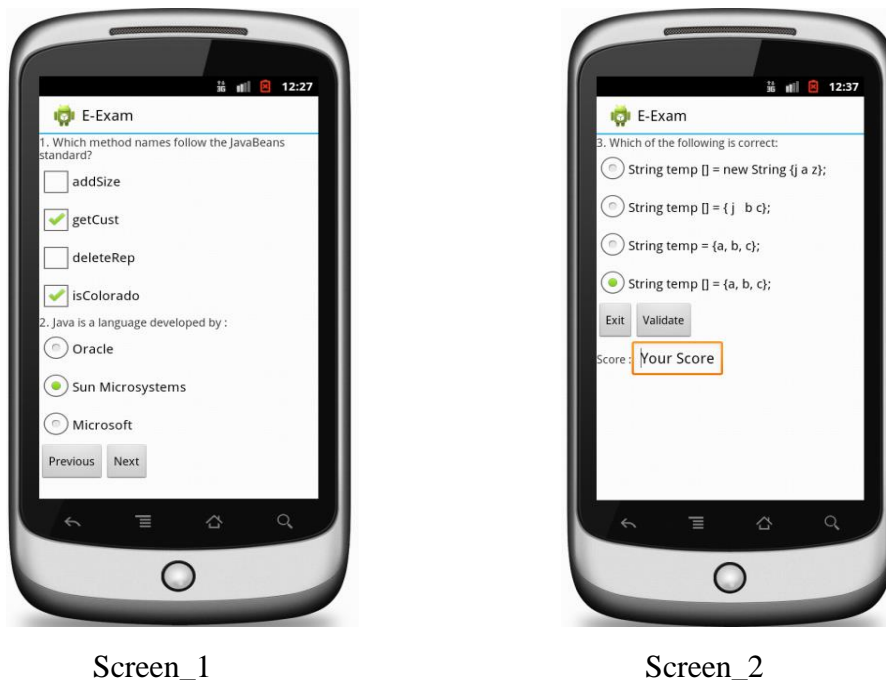 3G 12:27
E-Exam
1. Which method names follow the JavaBeans
standard?
addSize
getCust
deleteRep
isColorado
2. Java is a language developed by :
Oracle
Sun Microsystems
Microsoft
Previous Next
Screen_1
3G 12:37
E-Exam
3. Which of the following is correct:
String temp [] = new String {j a z};
String temp [] = { j b c};
String temp = {a, b, c};
String temp [] = {a, b, c};
Exit Validate
Score : Your Score
Screen_2